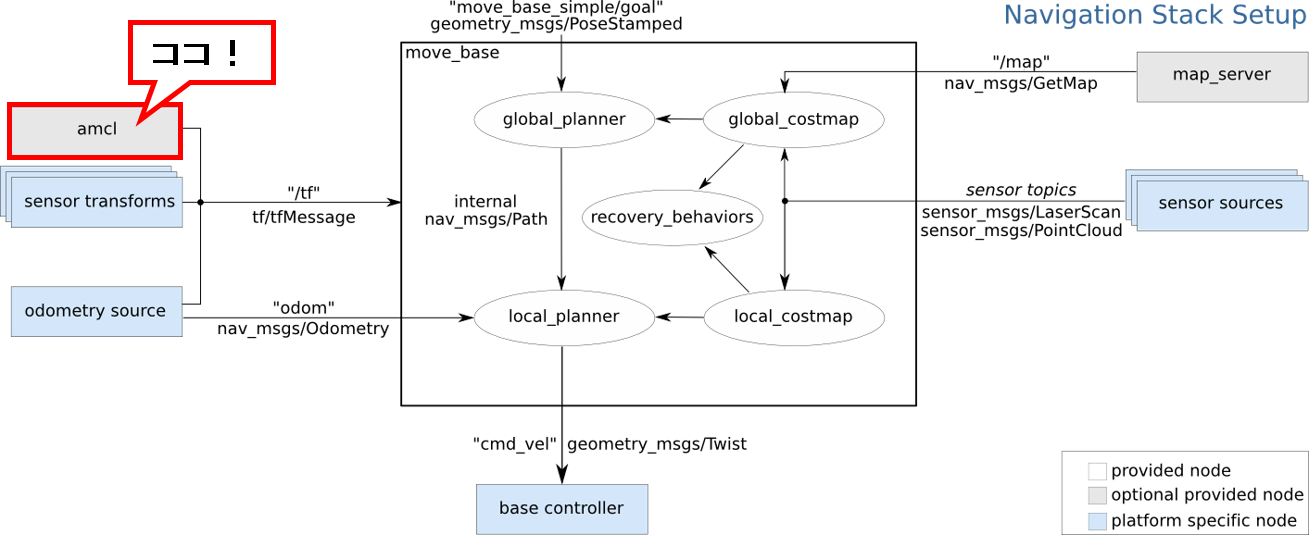 "move_base_simple/goal"
geometry_msgs/PoseStamped
Navigation Stack Setup
ココ！
move_base
"/map"
nav_msgs/GetMap
map_server
amcl
global_planner
global_costmap
sensor transforms
"/tf"
tf/tfMessage
internal
nav_msgs/Path
recovery_behaviors
sensor topics
sensor_msgs/LaserScan
sensor_msgs/PointCloud
sensor sources
odometry source
"odom"
nav_msgs/Odometry
local_planner
local_costmap
"cmd_vel"
geometry_msgs/Twist
base controller
provided node
optional provided node
platform specific node